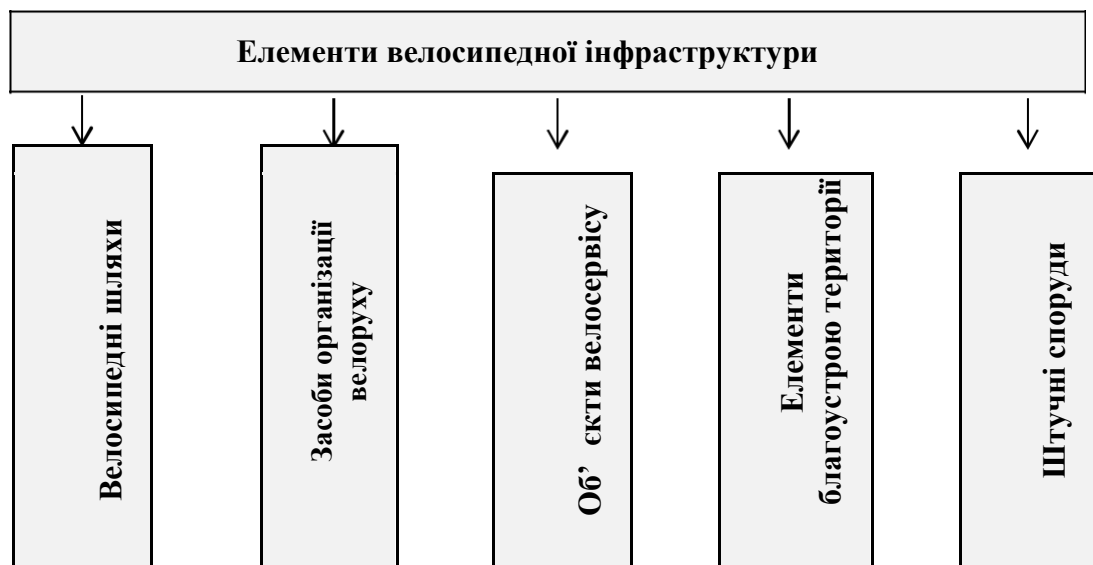 Елементи велосипедної інфраструктури
Велосипедні шляхи
Засоби організації
велоруху
Об’ єкти велосервісу
Елементи
благоустрою території
Штучні споруди